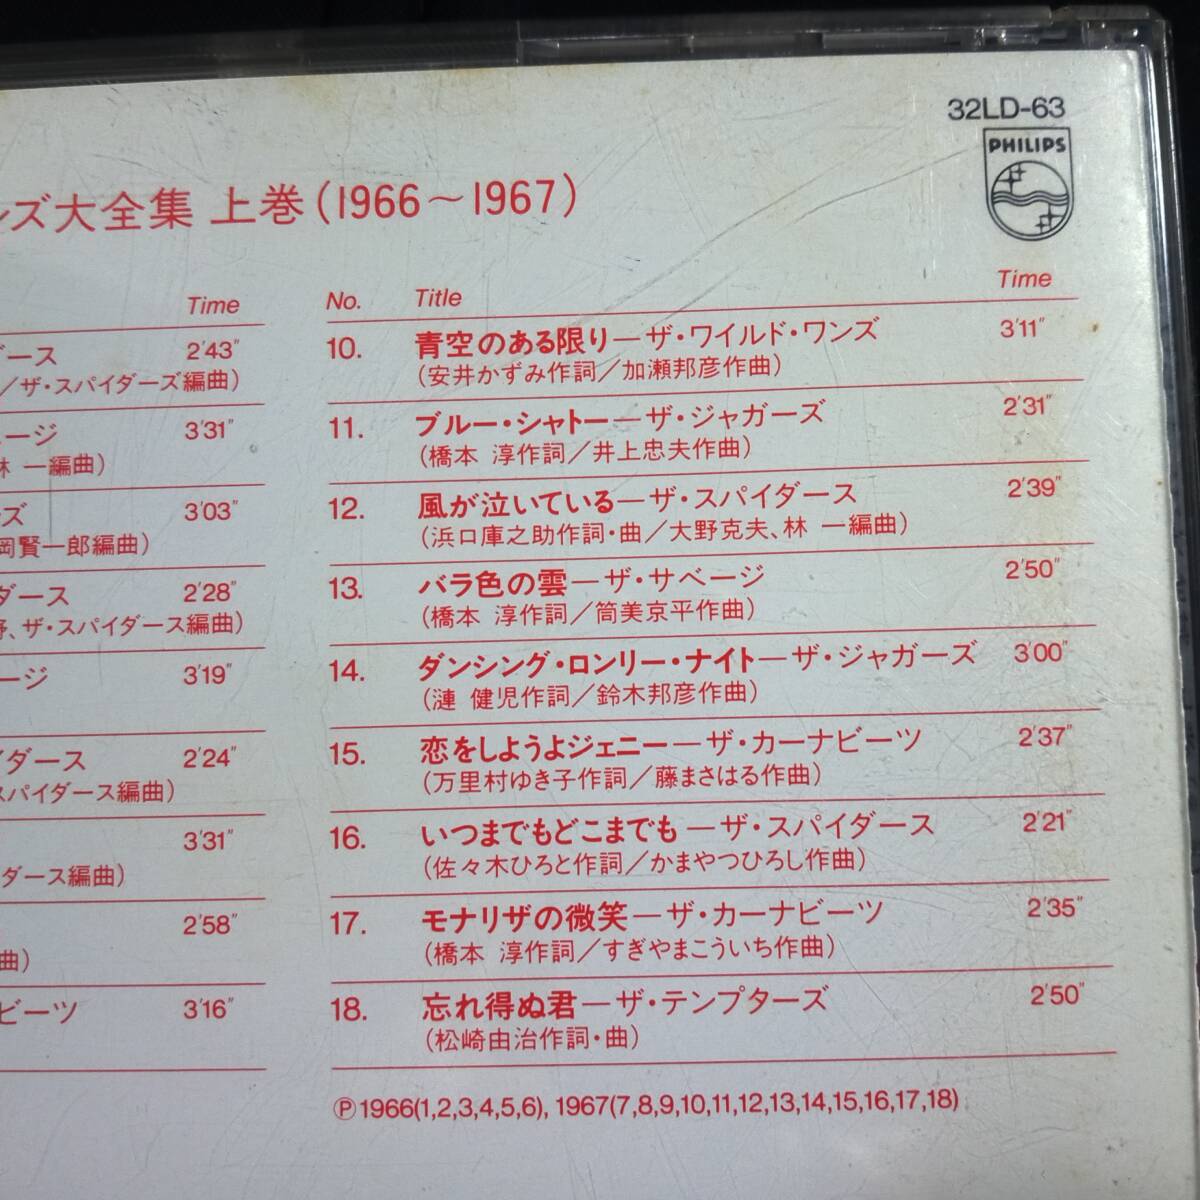 32LD-63
PHILIPS
ズ大全集 上巻(1966～1967)
Time
ダース 2'43"
/ザ・スパイダーズ編曲)
ージ 3'31"
林 一編曲)
ズ 3'03"
岡賢一郎編曲)
ダース 2'28"
野、ザ・スパイダース編曲)
ージ 3'19"
イダース 2'24"
スパイダース編曲)
3'31"
ダース編曲)
2'58"
曲)
ビーツ 3'16"
No. Title Time
10. 青空のある限り—ザ・ワイルド・ワンズ 3'11"
(安井かずみ作詞/加瀬邦彦作曲)
11. ブルー・シャトー—ザ・ジャガーズ 2'31"
(橋本 淳作詞/井上忠夫作曲)
12. 風が泣いている—ザ・スパイダース 2'39"
(浜口庫之助作詞・曲/大野克夫、林 一編曲)
13. バラ色の雲—ザ・サベージ 2'50"
(橋本 淳作詞/筒美京平作曲)
14. ダンシング・ロンリー・ナイト—ザ・ジャガーズ 3'00"
(漣 健児作詞/鈴木邦彦作曲)
15. 恋をしようよジェニー—ザ・カーナビーツ 2'37"
(万里村ゆき子作詞/藤まさはる作曲)
16. いつまでもどこまでも—ザ・スパイダース 2'21"
(佐々木ひろと作詞/かまやつひろし作曲)
17. モナリザの微笑—ザ・カーナビーツ 2'35"
(橋本 淳作詞/すぎやまこういち作曲)
18. 忘れ得ぬ君—ザ・テンプターズ 2'50"
(松崎由治作詞・曲)
Ⓟ1966(1,2,3,4,5,6), 1967(7,8,9,10,11,12,13,14,15,16,17,18)